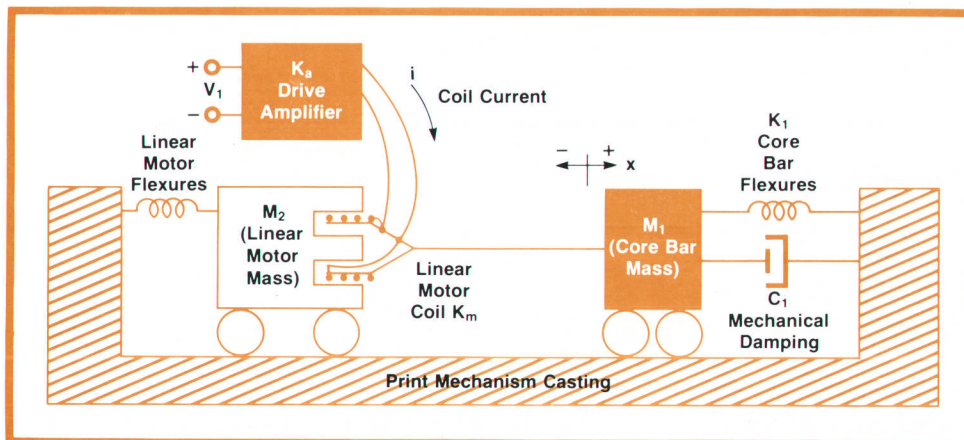 Ka
Drive
Amplifier
+
V1
−
i
Coil Current
Linear
Motor
Flexures
− +
x
K1
Core
Bar
Flexures
M2
(Linear
Motor
Mass)
M1
(Core Bar
Mass)
Linear
Motor
Coil Km
C1
Mechanical
Damping
Print Mechanism Casting